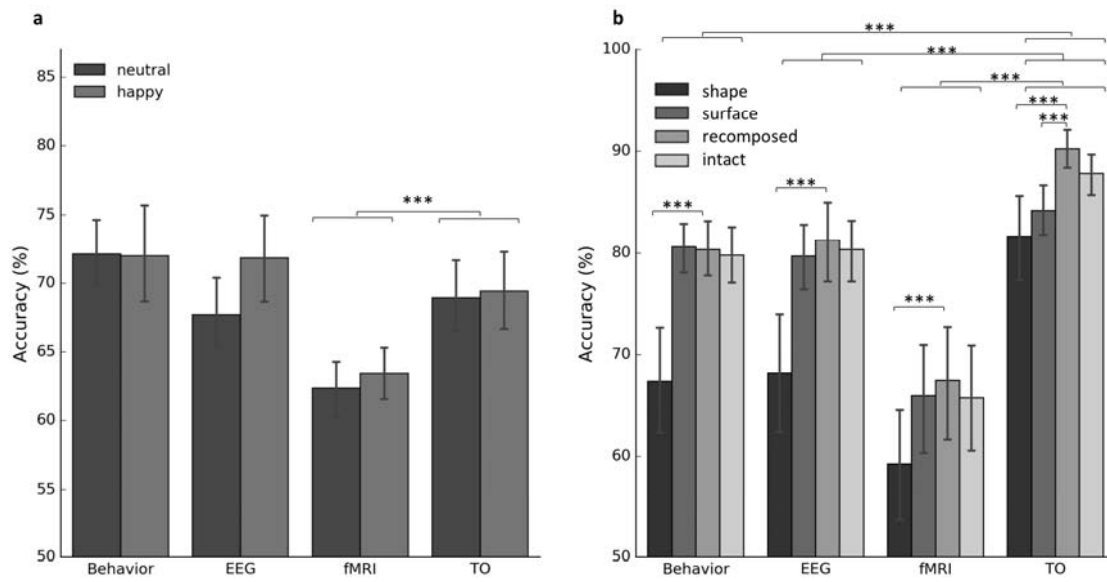 a
neutral
happy
***
Accuracy (%)
85
80
75
70
65
60
55
50
Behavior
EEG
fMRI
TO
b
***
***
***
***
***
***
***
***
shape
surface
recomposed
intact
Accuracy (%)
100
90
80
70
60
50
Behavior
EEG
fMRI
TO